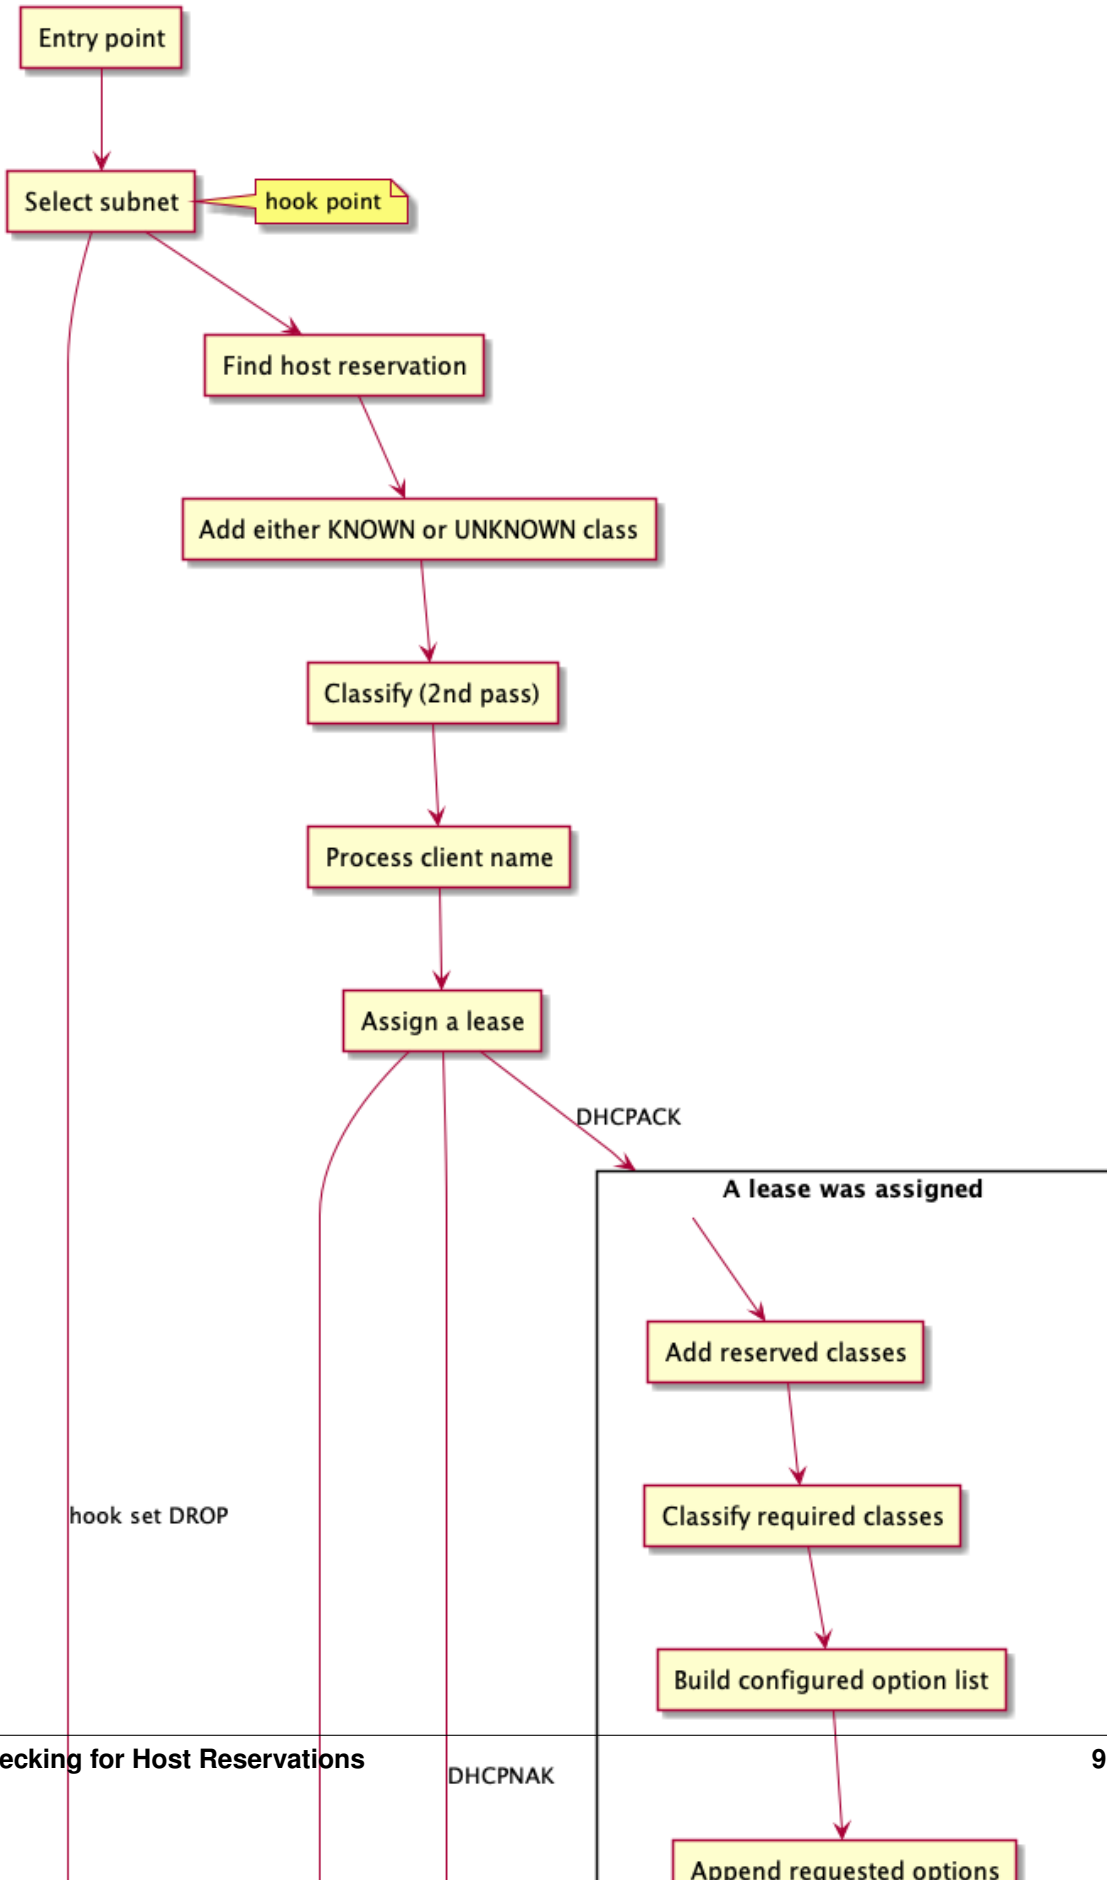 Entry point
Select subnet
hook point
Find host reservation
Add either KNOWN or UNKNOWN class
Classify (2nd pass)
Process client name
Assign a lease
DHCPACK
A lease was assigned
Add reserved classes
Classify required classes
hook set DROP
Build configured option list
ecking for Host Reservations
9
DHCPNAK
Append requested options